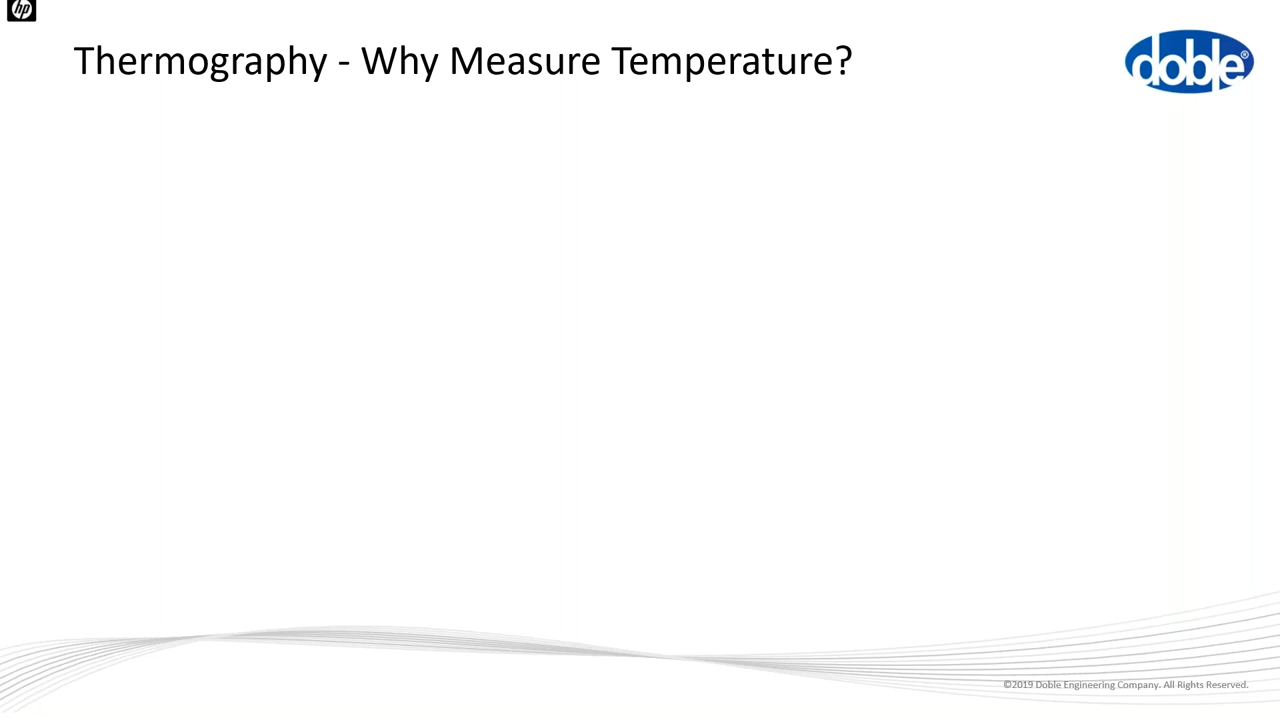 hp
Thermography - Why Measure Temperature?
doble®
©2019 Doble Engineering Company. All Rights Reserved.